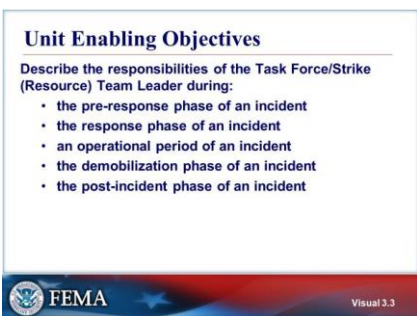 Unit Enabling Objectives
Describe the responsibilities of the Task Force/Strike
(Resource) Team Leader during:
• the pre-response phase of an incident
• the response phase of an incident
• an operational period of an incident
• the demobilization phase of an incident
• the post-incident phase of an incident
FEMA
Visual 3.3